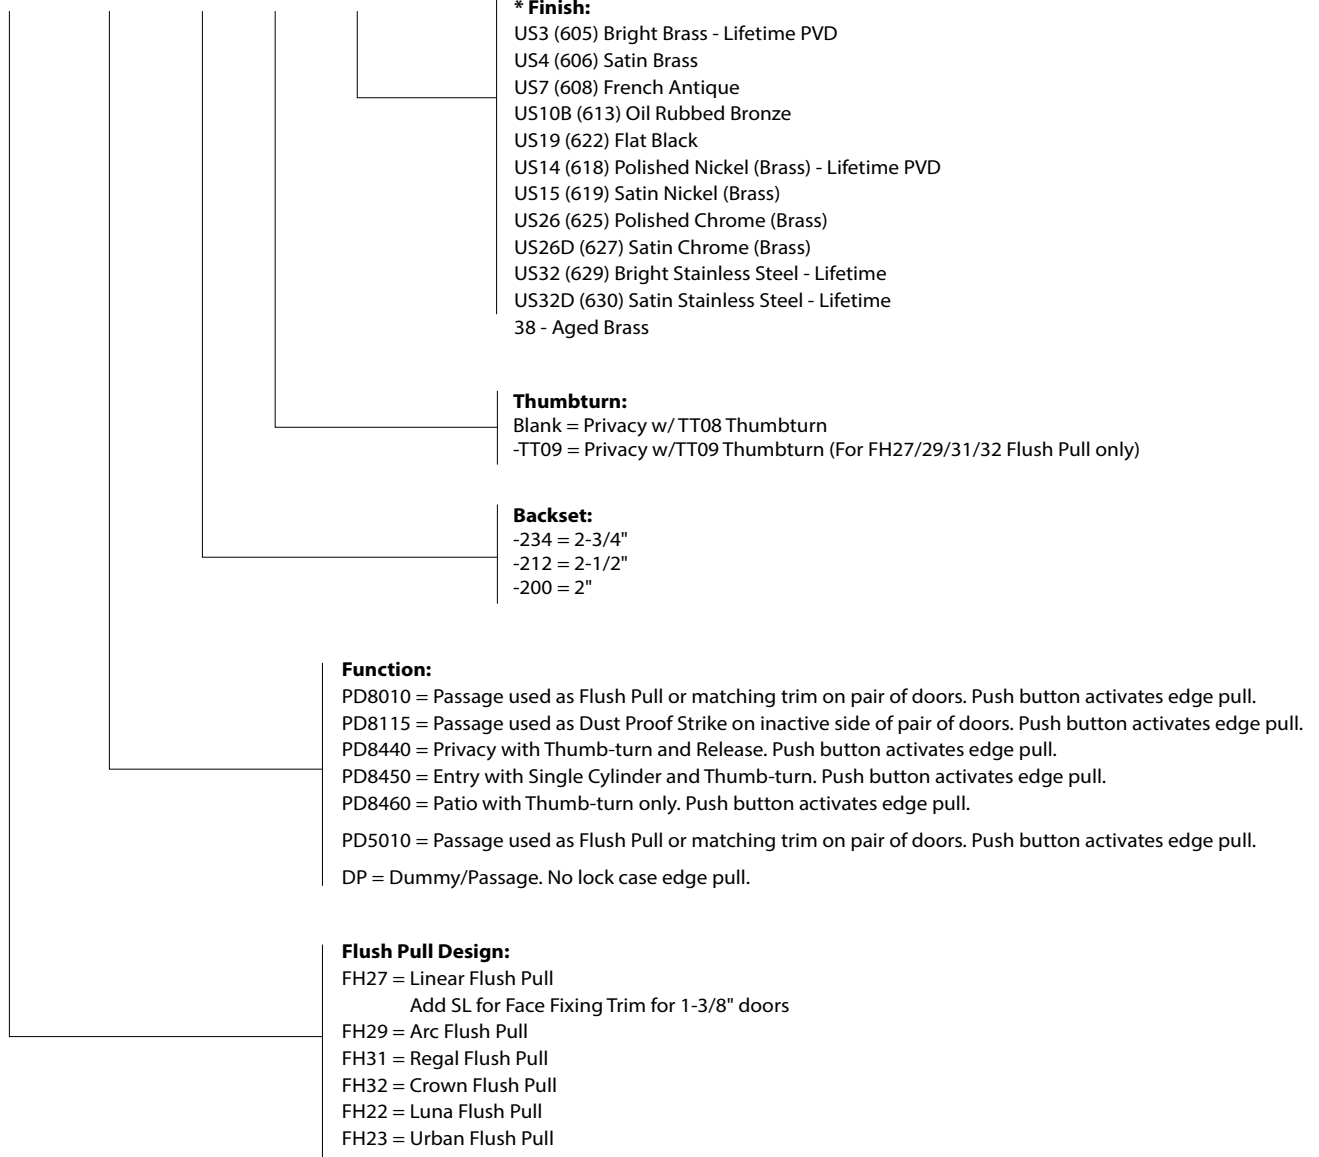 * Finish:
US3 (605) Bright Brass - Lifetime PVD
US4 (606) Satin Brass
US7 (608) French Antique
US10B (613) Oil Rubbed Bronze
US19 (622) Flat Black
US14 (618) Polished Nickel (Brass) - Lifetime PVD
US15 (619) Satin Nickel (Brass)
US26 (625) Polished Chrome (Brass)
US26D (627) Satin Chrome (Brass)
US32 (629) Bright Stainless Steel - Lifetime
US32D (630) Satin Stainless Steel - Lifetime
38 - Aged Brass
Thumbturn:
Blank = Privacy w/ TT08 Thumbturn
-TT09 = Privacy w/TT09 Thumbturn (For FH27/29/31/32 Flush Pull only)
Backset:
-234 = 2-3/4"
-212 = 2-1/2"
-200 = 2"
Function:
PD8010 = Passage used as Flush Pull or matching trim on pair of doors. Push button activates edge pull.
PD8115 = Passage used as Dust Proof Strike on inactive side of pair of doors. Push button activates edge pull.
PD8440 = Privacy with Thumb-turn and Release. Push button activates edge pull.
PD8450 = Entry with Single Cylinder and Thumb-turn. Push button activates edge pull.
PD8460 = Patio with Thumb-turn only. Push button activates edge pull.
PD5010 = Passage used as Flush Pull or matching trim on pair of doors. Push button activates edge pull.
DP = Dummy/Passage. No lock case edge pull.
Flush Pull Design:
FH27 = Linear Flush Pull
Add SL for Face Fixing Trim for 1-3/8" doors
FH29 = Arc Flush Pull
FH31 = Regal Flush Pull
FH32 = Crown Flush Pull
FH22 = Luna Flush Pull
FH23 = Urban Flush Pull